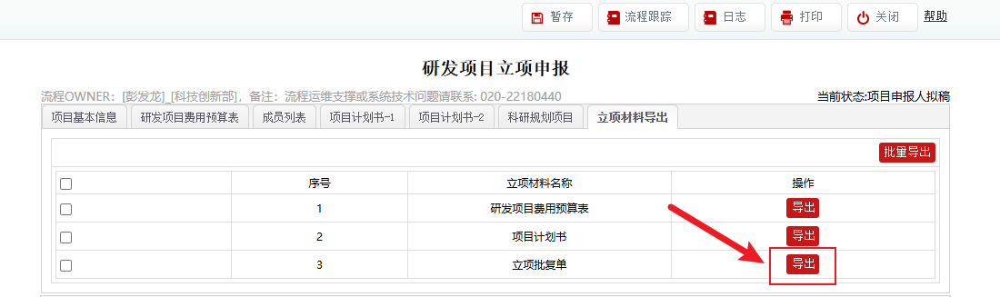 暂存 流程跟踪 日志 打印 关闭 帮助
研发项目立项申报
流程OWNER：[彭发龙]_[科技创新部]，备注：流程运维支撑或系统技术问题请联系: 020-22180440 当前状态:项目申报人拟稿
项目基本信息 研发项目费用预算表 成员列表 项目计划书-1 项目计划书-2 科研规划项目 立项材料导出
批量导出
序号 立项材料名称 操作
1 研发项目费用预算表 导出
2 项目计划书 导出
3 立项批复单 导出